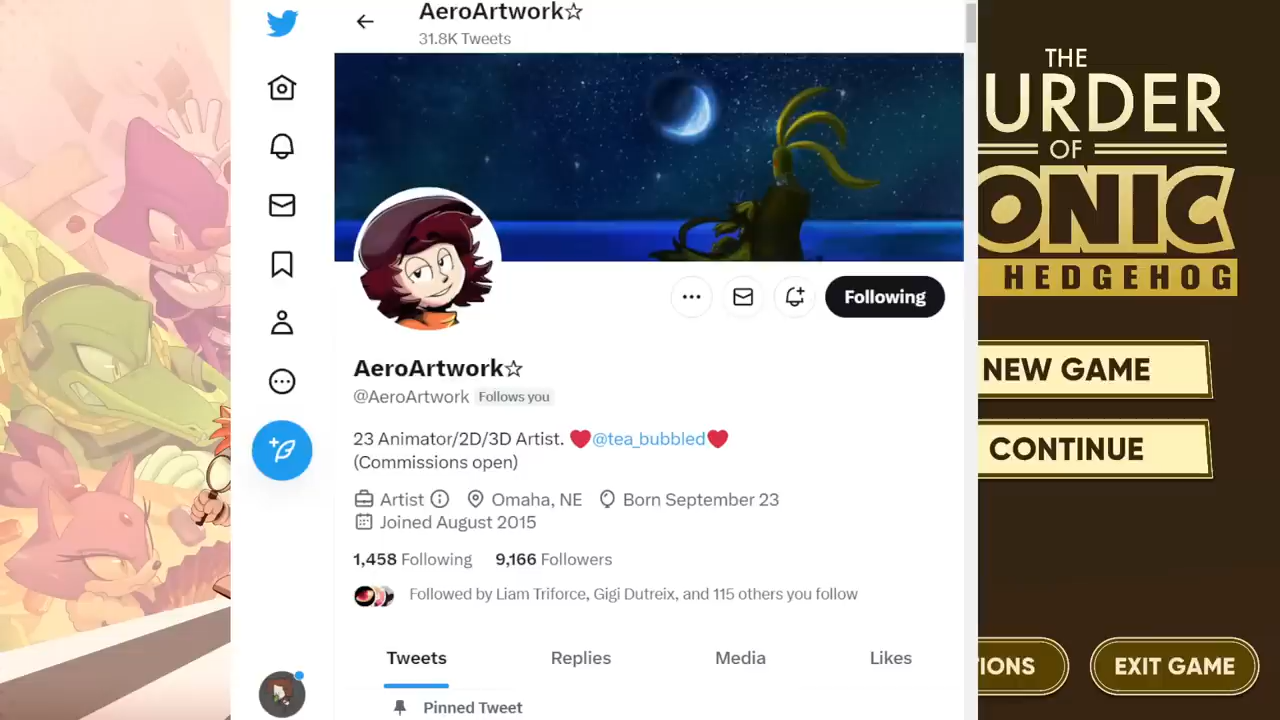 AeroArtwork☆
31.8K Tweets
Following
AeroArtwork☆
@AeroArtwork Follows you
23 Animator/2D/3D Artist. ❤️@tea_bubbled❤️
(Commissions open)
Artist Omaha, NE Born September 23
Joined August 2015
1,458 Following 9,166 Followers
Followed by Liam Triforce, Gigi Dutreix, and 115 others you follow
Tweets Replies Media Likes
Pinned Tweet
THE
URDER
OF
ONIC
HEDGEHOG
NEW GAME
CONTINUE
IONS
EXIT GAME